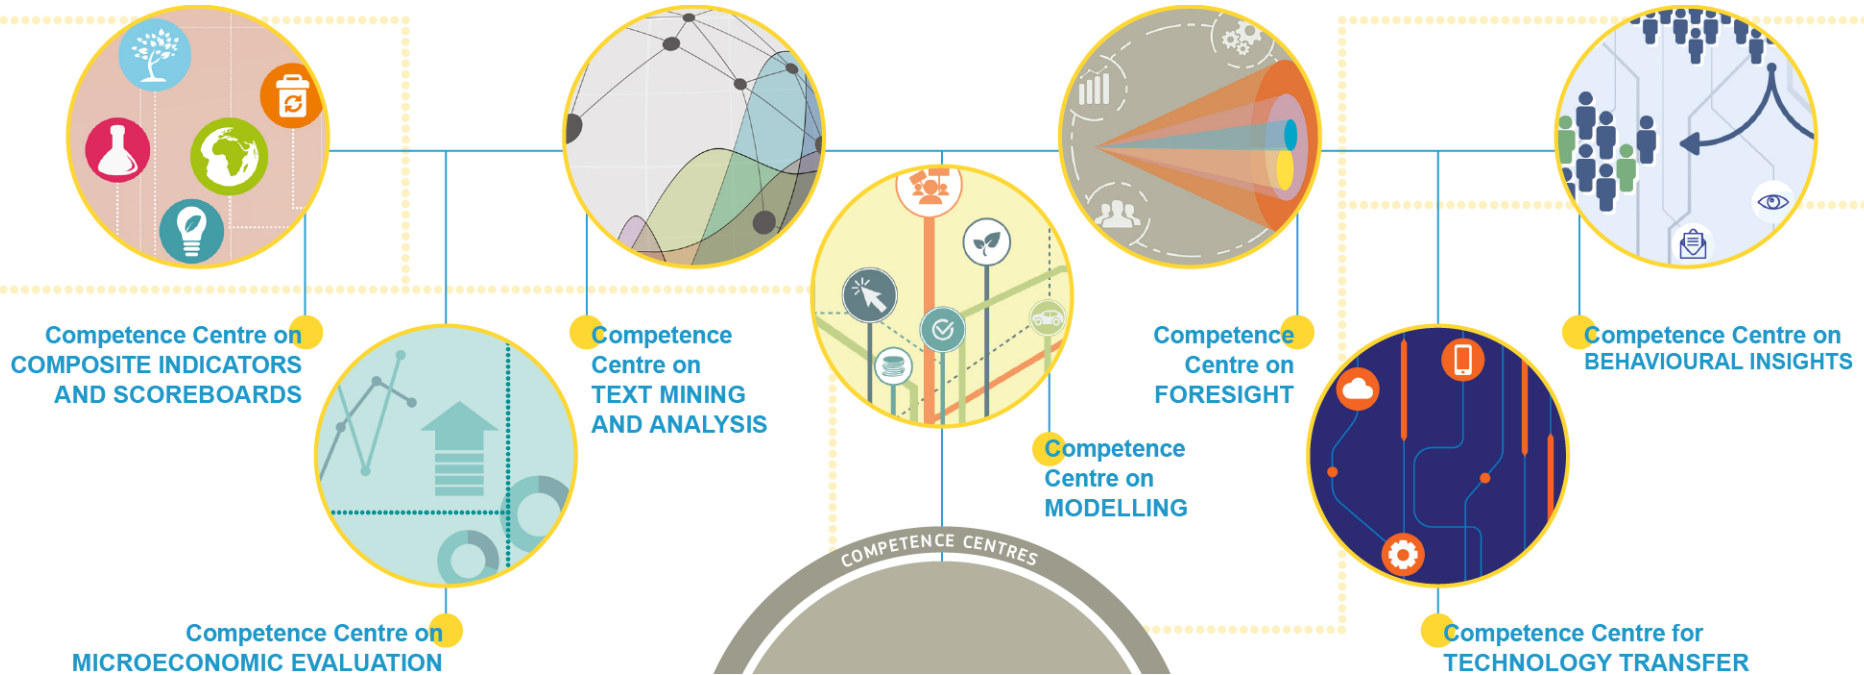 Competence Centre on
COMPOSITE INDICATORS
AND SCOREBOARDS
Competence
Centre on
TEXT MINING
AND ANALYSIS
Competence
Centre on
FORESIGHT
Competence Centre on
BEHAVIOURAL INSIGHTS
Competence
Centre on
MODELLING
COMPETENCE CENTRES
Competence Centre on
MICROECONOMIC EVALUATION
Competence Centre for
TECHNOLOGY TRANSFER